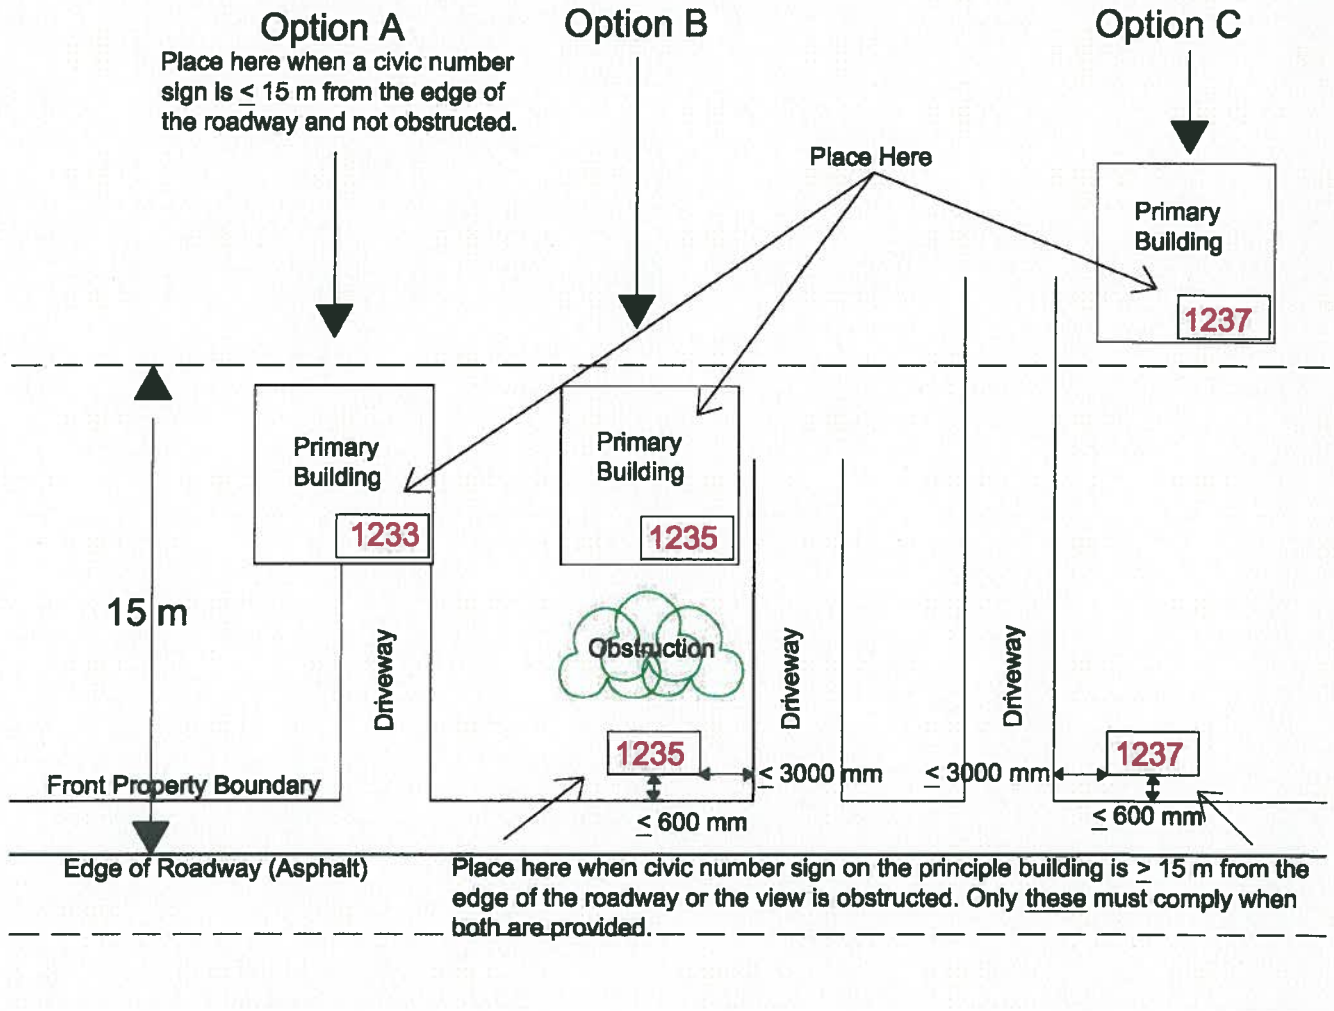 Option A
Option B
Option C
Place here when a civic number
sign is ≤ 15 m from the edge of
the roadway and not obstructed.
Place Here
Primary
Building
1237
Primary
Building
1233
Primary
Building
1235
15 m
Driveway
Obstruction
Driveway
Driveway
1235
1237
≤ 3000 mm
≤ 3000 mm
Front Property Boundary
≤ 600 mm
≤ 600 mm
Edge of Roadway (Asphalt)
Place here when civic number sign on the principle building is ≥ 15 m from the
edge of the roadway or the view is obstructed. Only these must comply when
both are provided.